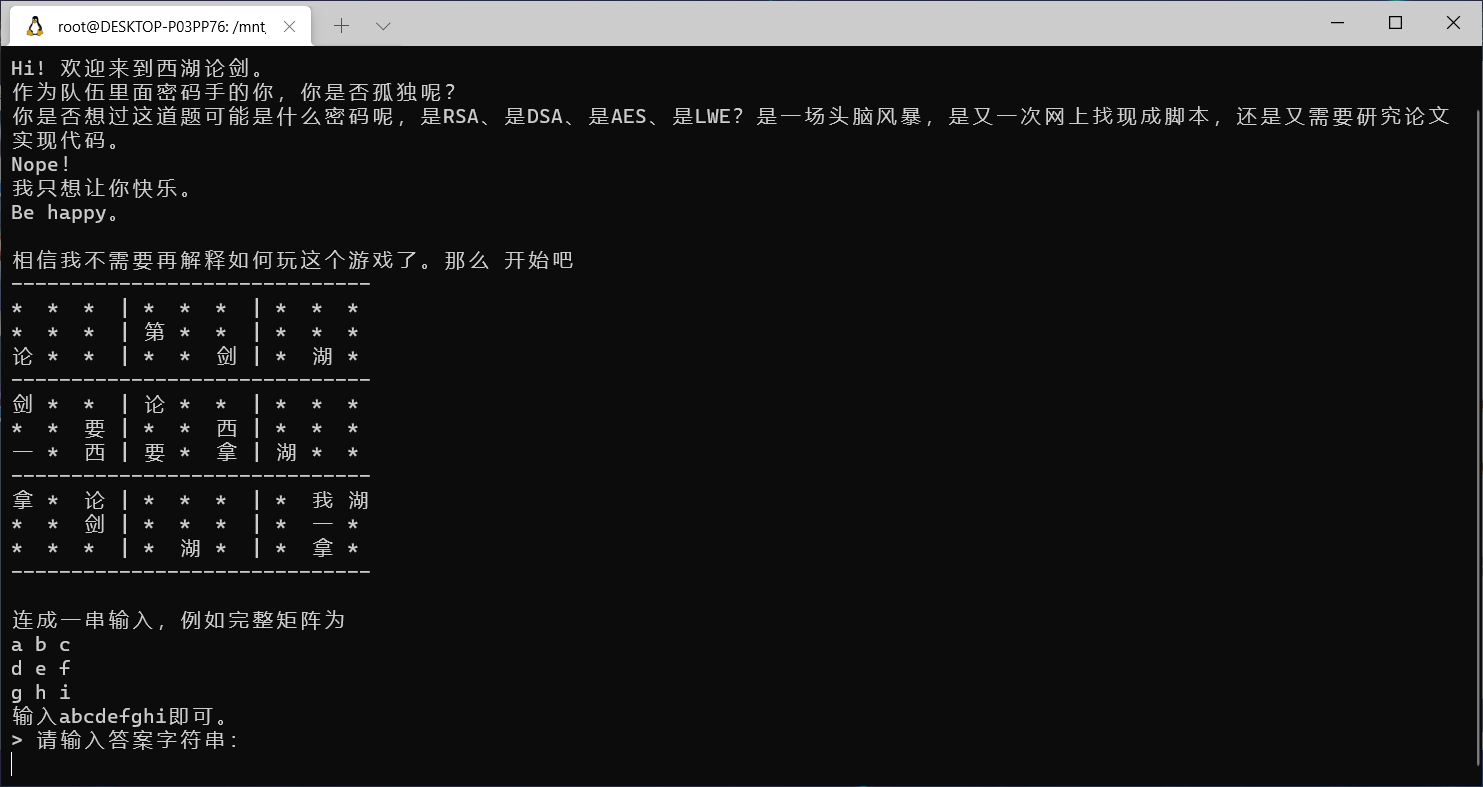 root@DESKTOP-P03PP76: /mnt
Hi! 欢迎来到西湖论剑。
作为队伍里面密码手的你，你是否孤独呢？
你是否想过这道题可能是什么密码呢，是RSA、是DSA、是AES、是LWE？是一场头脑风暴，是又一次网上找现成脚本，还是又需要研究论文
实现代码。
Nope!
我只想让你快乐。
Be happy。
相信我不需要再解释如何玩这个游戏了。那么 开始吧
------------------------------
* * * | * * * | * * *
* * * | 第 * * | * * *
论 * * | * * 剑 | * 湖 *
------------------------------
剑 * * | 论 * * | * * *
* * 要 | * * 西 | * * *
一 * 西 | 要 * 拿 | 湖 * *
------------------------------
拿 * 论 | * * * | * 我 湖
* * 剑 | * * * | * 一 *
* * * | * 湖 * | * 拿 *
------------------------------
连成一串输入，例如完整矩阵为
a b c
d e f
g h i
输入abcdefghi即可。
> 请输入答案字符串：